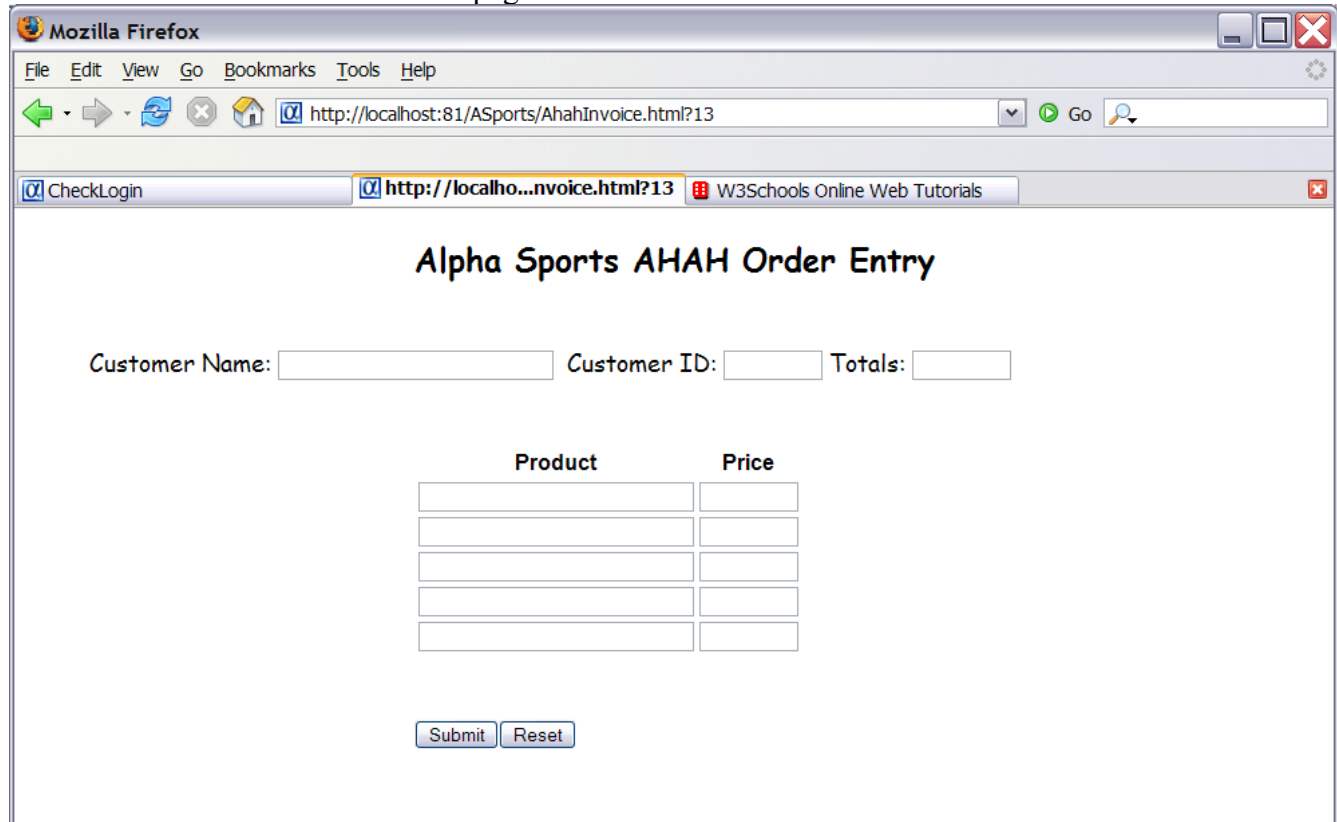 Mozilla Firefox
File Edit View Go Bookmarks Tools Help
http://localhost:81/ASports/AhahInvoice.html?13 Go
CheckLogin http://localho...nvoice.html?13 W3Schools Online Web Tutorials
Alpha Sports AHAH Order Entry
Customer Name: Customer ID: Totals:
Product Price
Submit Reset